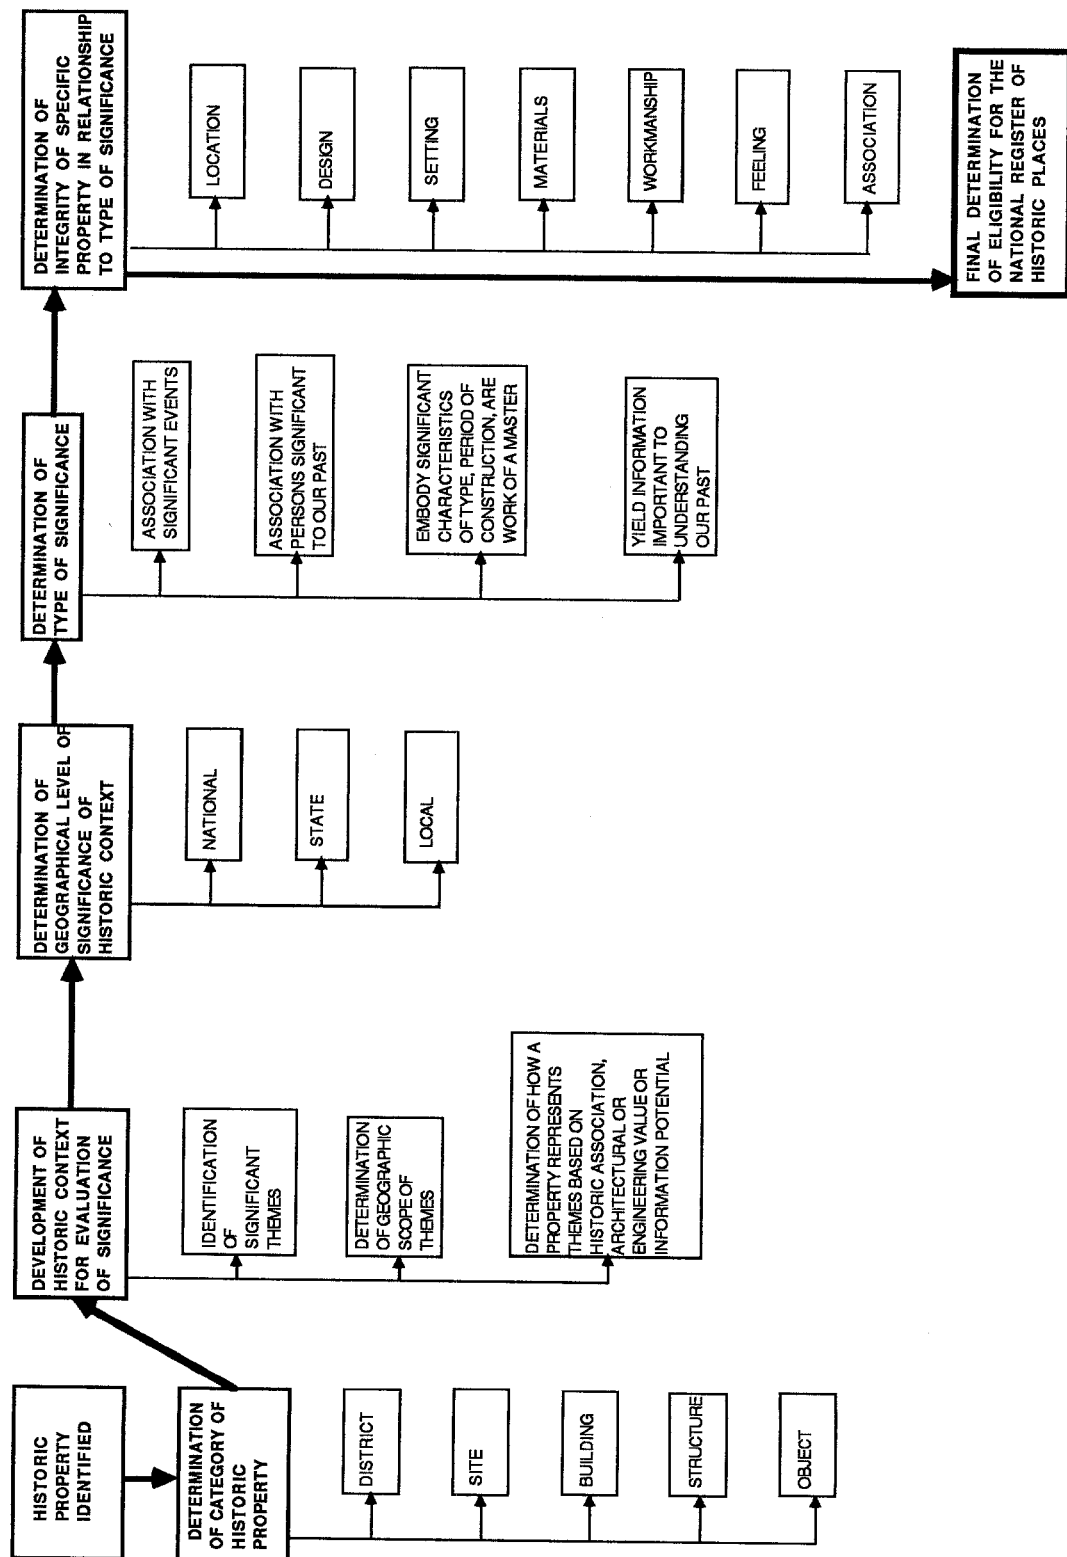 HISTORIC
PROPERTY
IDENTIFIED
DETERMINATION
OF CATEGORY OF
HISTORIC
PROPERTY
DISTRICT
SITE
BUILDING
STRUCTURE
OBJECT
DEVELOPMENT OF
HISTORIC CONTEXT
FOR EVALUATION
OF SIGNIFICANCE
IDENTIFICATION
OF
SIGNIFICANT
THEMES
DETERMINATION
OF GEOGRAPHIC
SCOPE OF
THEMES
DETERMINATION OF HOW A
PROPERTY REPRESENTS
THEMES BASED ON
HISTORIC ASSOCIATION,
ARCHITECTURAL OR
ENGINEERING VALUE OR
INFORMATION POTENTIAL
DETERMINATION OF
GEOGRAPHICAL LEVEL OF
SIGNIFICANCE OF
HISTORIC CONTEXT
NATIONAL
STATE
LOCAL
DETERMINATION OF
TYPE OF SIGNIFICANCE
ASSOCIATION WITH
SIGNIFICANT EVENTS
ASSOCIATION WITH
PERSONS SIGNIFICANT
TO OUR PAST
EMBODY SIGNIFICANT
CHARACTERISTICS
OF TYPE, PERIOD OF
CONSTRUCTION, ARE
WORK OF A MASTER
YIELD INFORMATION
IMPORTANT TO
UNDERSTANDING
OUR PAST
DETERMINATION OF
INTEGRITY OF SPECIFIC
PROPERTY IN RELATIONSHIP
TO TYPE OF SIGNIFICANCE
LOCATION
DESIGN
SETTING
MATERIALS
WORKMANSHIP
FEELING
ASSOCIATION
FINAL DETERMINATION
OF ELIGIBILITY FOR THE
NATIONAL REGISTER OF
HISTORIC PLACES